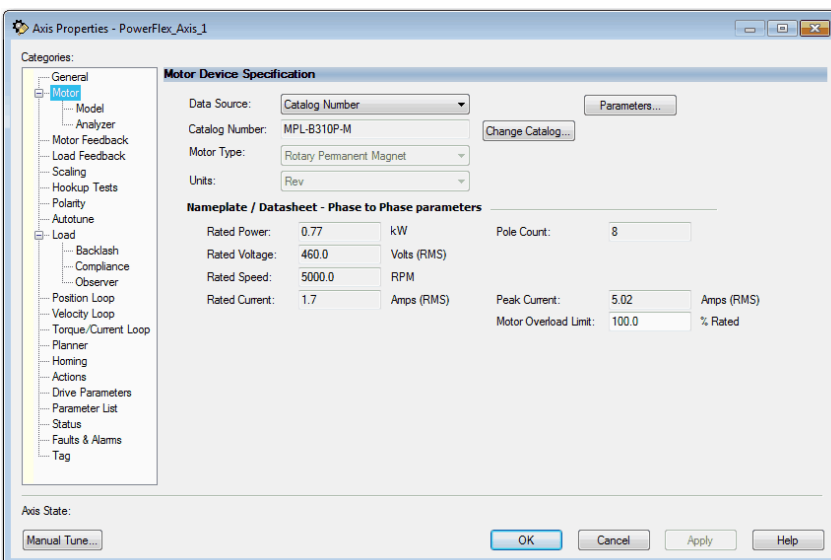 Axis Properties - PowerFlex_Axis_1
Categories:
General
Motor
Model
Analyzer
Motor Feedback
Load Feedback
Scaling
Hookup Tests
Polarity
Autotune
Load
Backlash
Compliance
Observer
Position Loop
Velocity Loop
Torque/Current Loop
Planner
Homing
Actions
Drive Parameters
Parameter List
Status
Faults & Alarms
Tag
Motor Device Specification
Data Source: Catalog Number Parameters...
Catalog Number: MPL-B310P-M Change Catalog...
Motor Type: Rotary Permanent Magnet
Units: Rev
Nameplate / Datasheet - Phase to Phase parameters
Rated Power: 0.77 kW Pole Count: 8
Rated Voltage: 460.0 Volts (RMS)
Rated Speed: 5000.0 RPM
Rated Current: 1.7 Amps (RMS) Peak Current: 5.02 Amps (RMS)
Motor Overload Limit: 100.0 % Rated
Axis State:
Manual Tune... OK Cancel Apply Help